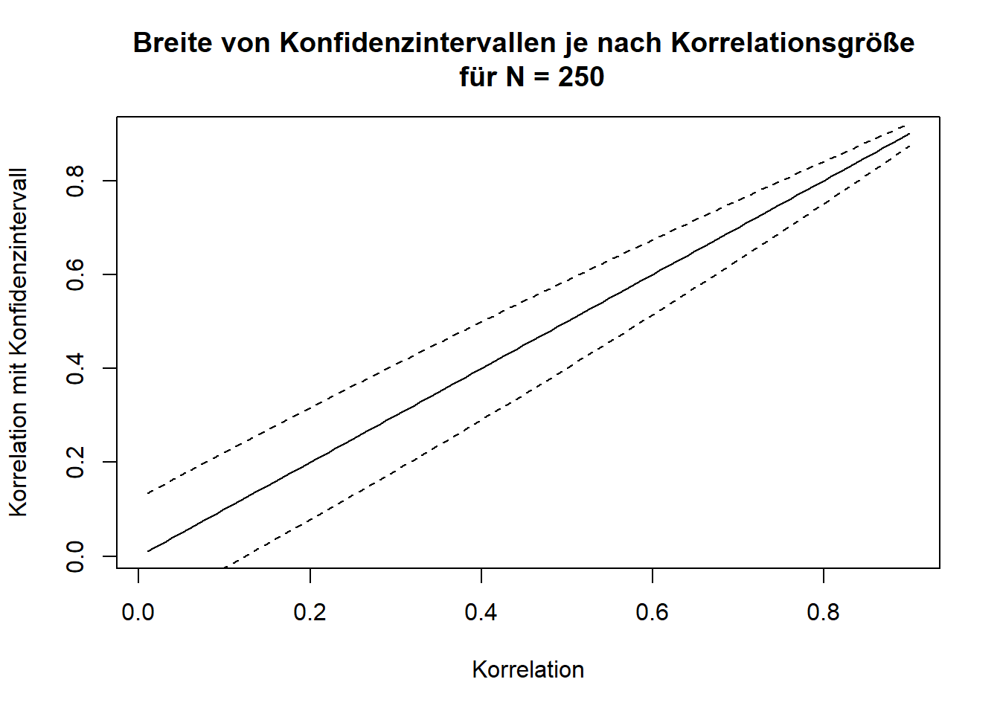 Breite von Konfidenzintervallen je nach Korrelationsgröße
für N = 250
Korrelation mit Konfidenzintervall
0.8
0.6
0.4
0.2
0.0
0.0 0.2 0.4 0.6 0.8
Korrelation